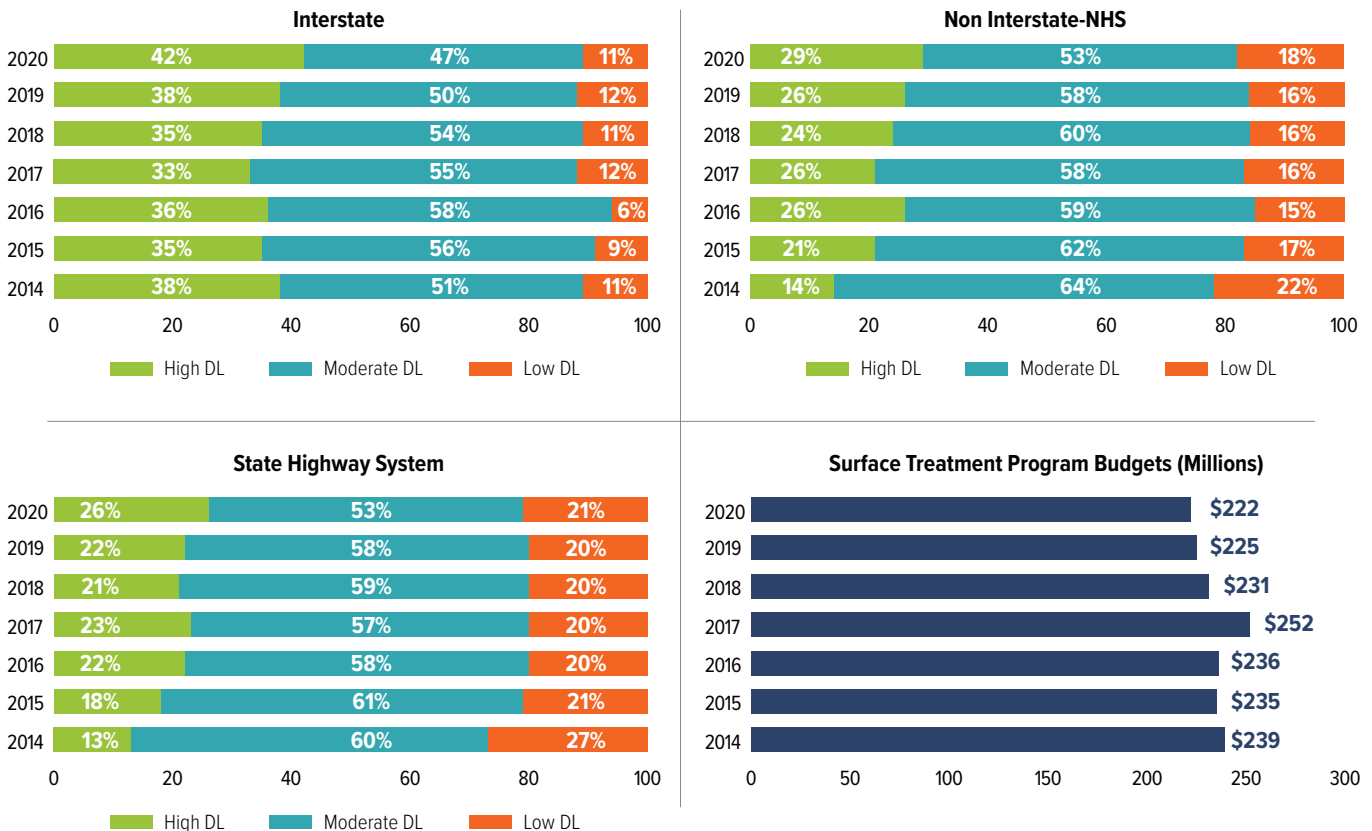 Interstate
2020 42% 47% 11%
2019 38% 50% 12%
2018 35% 54% 11%
2017 33% 55% 12%
2016 36% 58% 6%
2015 35% 56% 9%
2014 38% 51% 11%
0 20 40 60 80 100
High DL Moderate DL Low DL
Non Interstate-NHS
2020 29% 53% 18%
2019 26% 58% 16%
2018 24% 60% 16%
2017 26% 58% 16%
2016 26% 59% 15%
2015 21% 62% 17%
2014 14% 64% 22%
0 20 40 60 80 100
High DL Moderate DL Low DL
State Highway System
2020 26% 53% 21%
2019 22% 58% 20%
2018 21% 59% 20%
2017 23% 57% 20%
2016 22% 58% 20%
2015 18% 61% 21%
2014 13% 60% 27%
0 20 40 60 80 100
High DL Moderate DL Low DL
Surface Treatment Program Budgets (Millions)
2020 $222
2019 $225
2018 $231
2017 $252
2016 $236
2015 $235
2014 $239
0 50 100 150 200 250 300